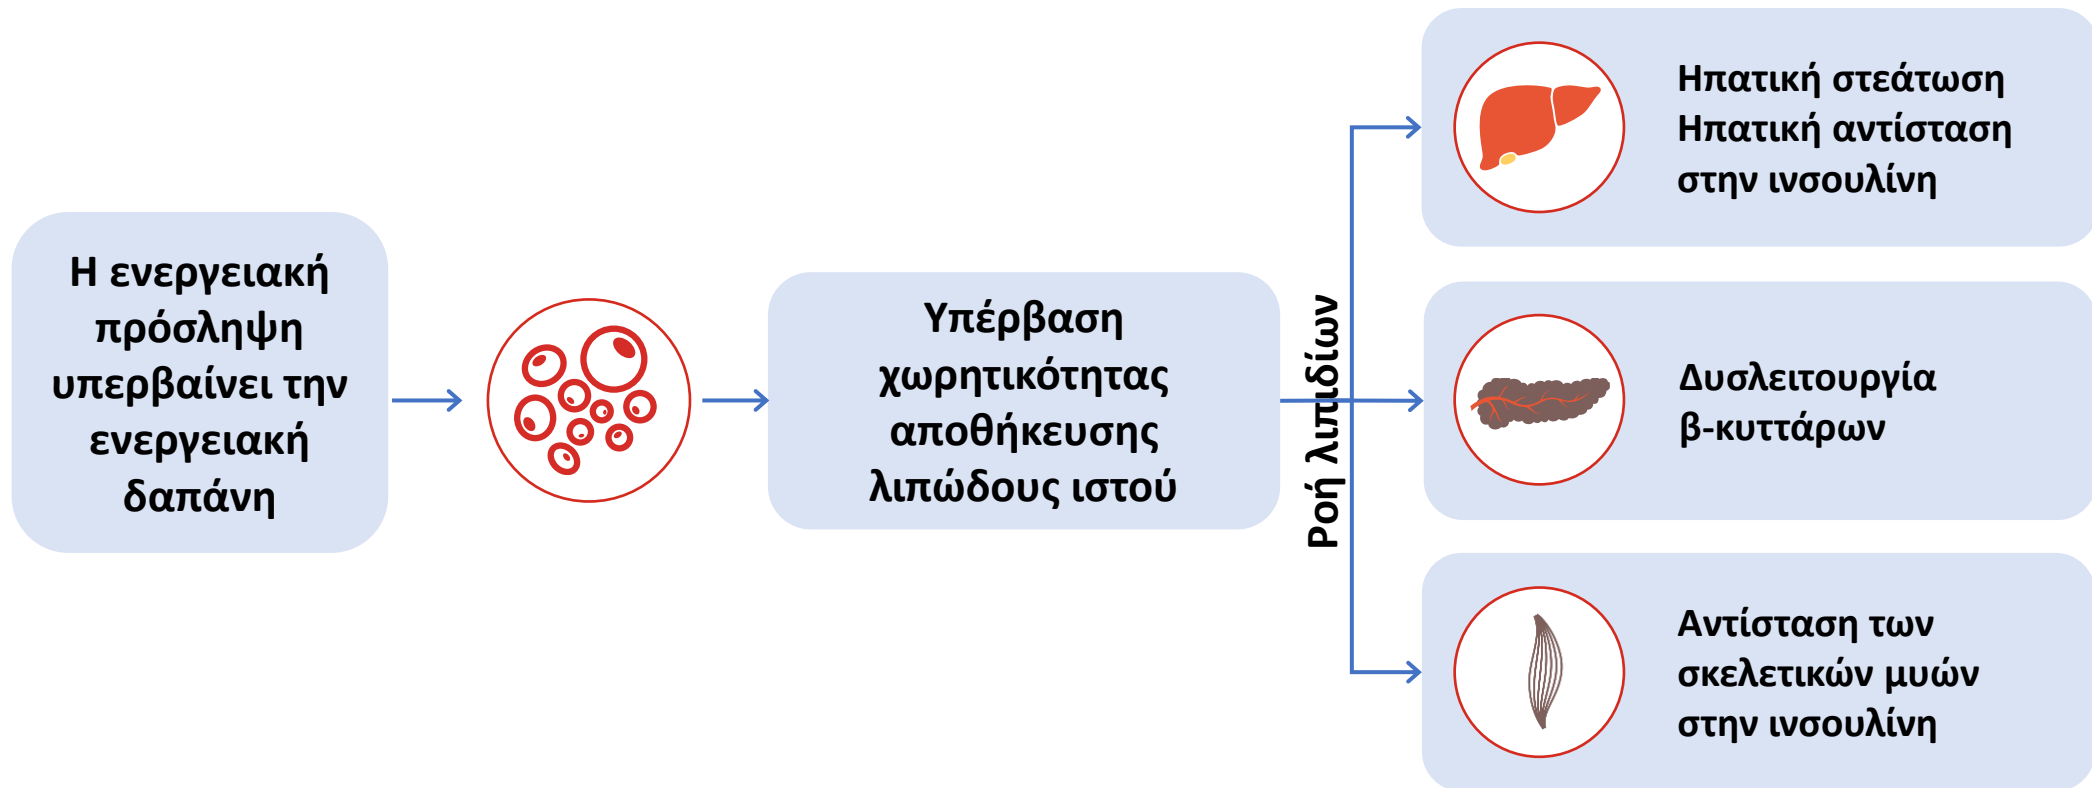 Η ενεργειακή
πρόσληψη
υπερβαίνει την
ενεργειακή
δαπάνη
Υπέρβαση
χωρητικότητας
αποθήκευσης
λιπώδους ιστού
Ροή λιπιδίων
Ηπατική στεάτωση
Ηπατική αντίσταση
στην ινσουλίνη
Δυσλειτουργία
β-κυττάρων
Αντίσταση των
σκελετικών μυών
στην ινσουλίνη